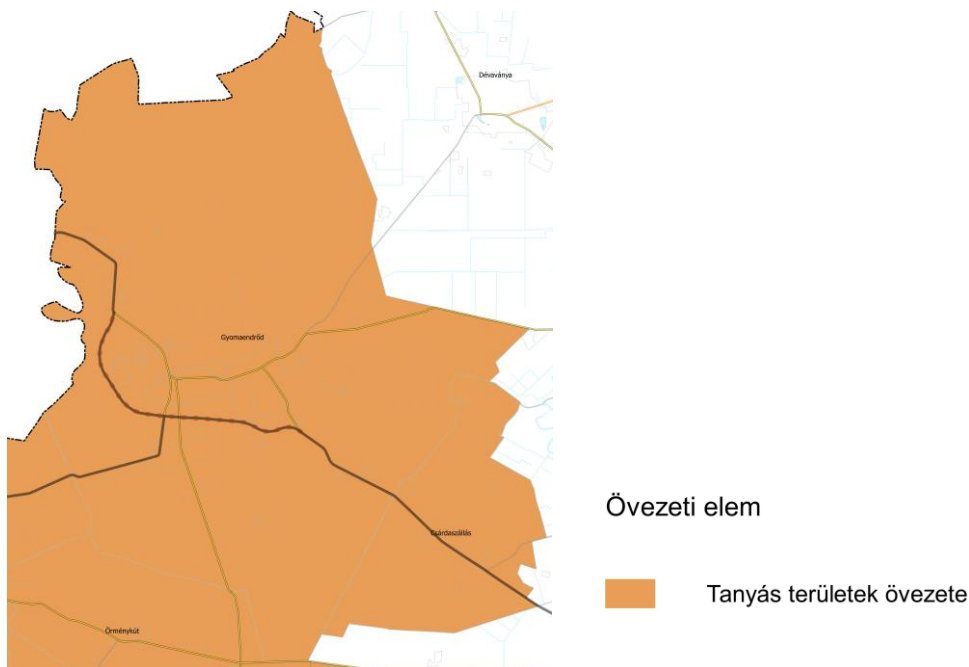 Dévaványa
Gyomaendrőd
Csárdaszállás
Örménykút
Övezeti elem
Tanyás területek övezete